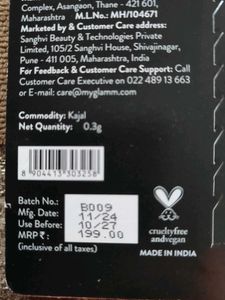 Complex, Asangaon, Thane - 421 601,
Maharashtra M.L.No.: MH/104671
Marketed by & Customer Care address:
Sanghvi Beauty & Technologies Private
Limited, 105/2 Sanghvi House, Shivajinagar,
Pune - 411 005, Maharashtra, India
For Feedback & Customer Care Support: Call
Customer Care Executive on 022 489 13 663
or E-mail: care@myglamm.com
Commodity: Kajal
Net Quantity: 0.3g
8 904413 303258
Batch No.: B009
Mfg. Date: 11/24
Use Before: 10/27
MRP ₹: 199.00
(inclusive of all taxes)
crueltyfree
andvegan
MADE IN INDIA